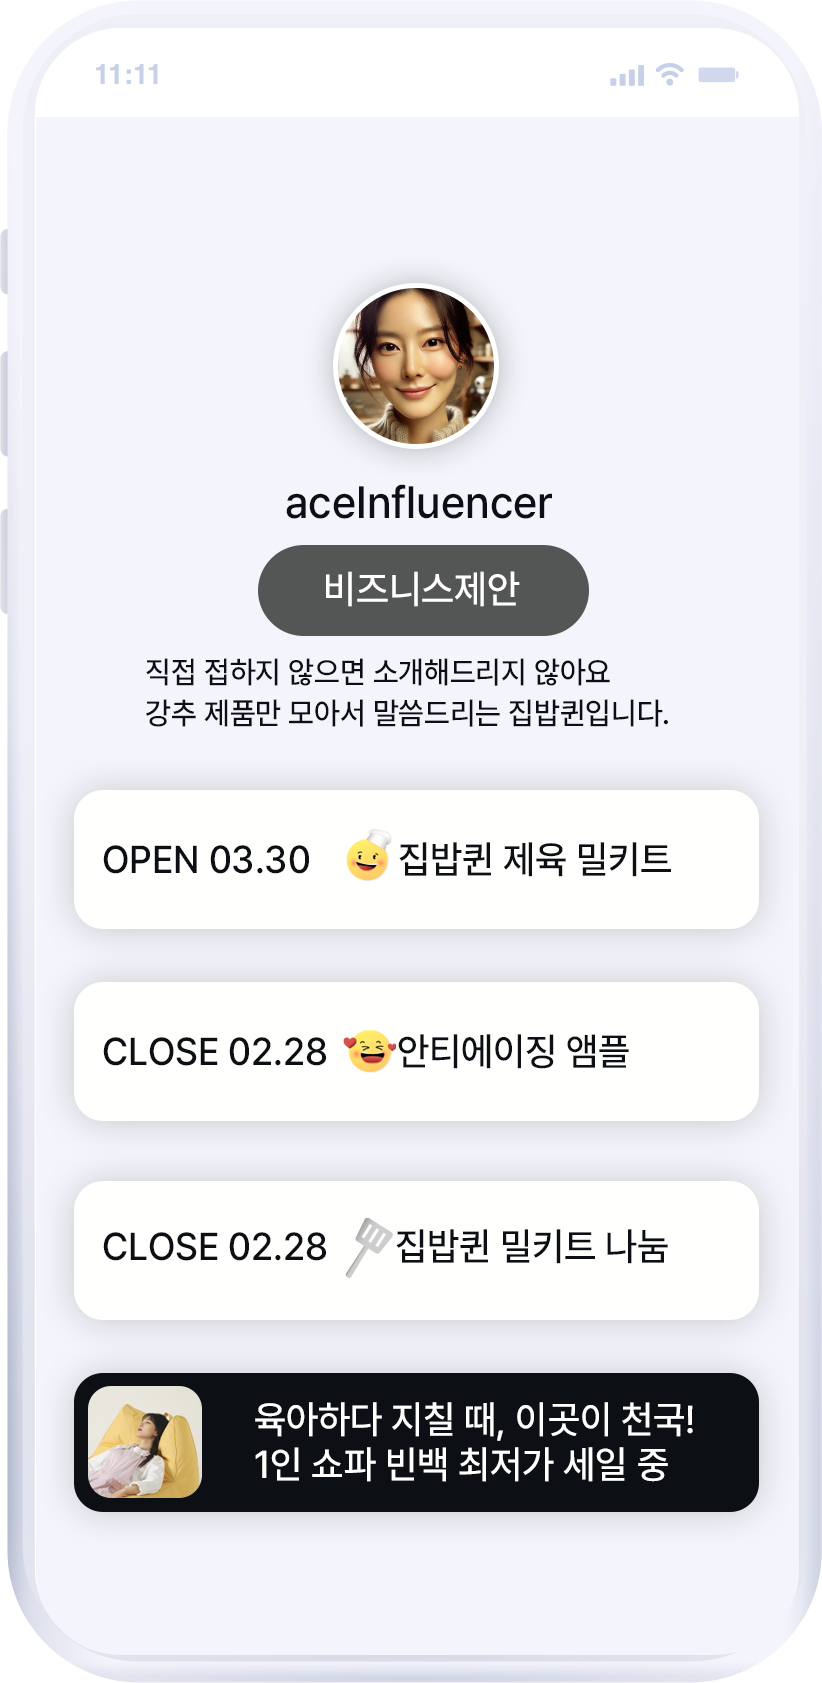 11:11
aceInfluencer
비즈니스제안
직접 접하지 않으면 소개해드리지 않아요
강추 제품만 모아서 말씀드리는 집밥퀸입니다.
OPEN 03.30 집밥퀸 제육 밀키트
CLOSE 02.28 안티에이징 앰플
CLOSE 02.28 집밥퀸 밀키트 나눔
육아하다 지칠 때, 이곳이 천국!
1인 쇼파 빈백 최저가 세일 중